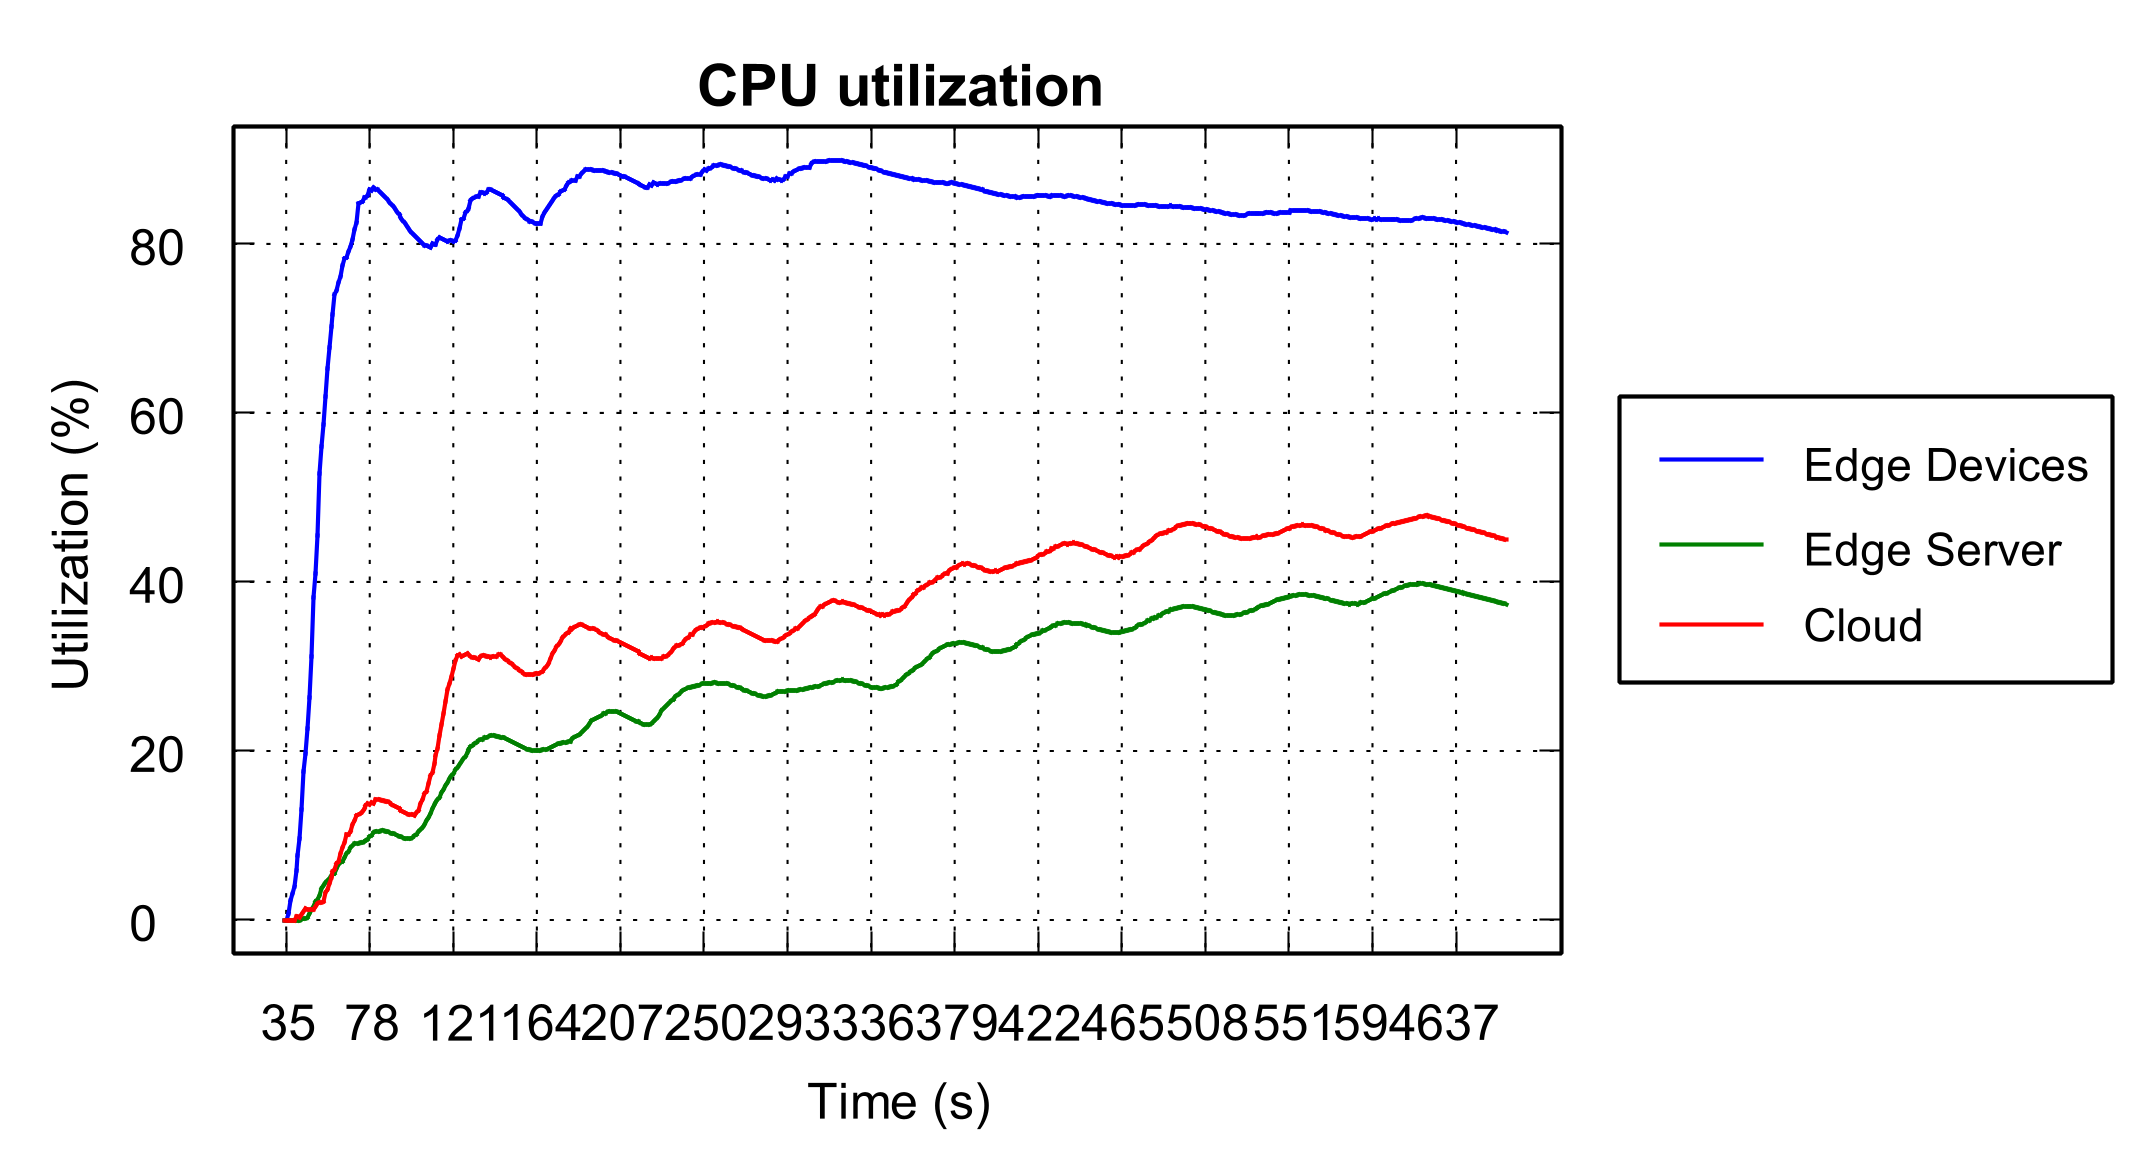 CPU utilization
80
60
40
20
0
Utilization (%)
35 78 121 164 207 250 293 336 379 422 465 508 551 594 637
Time (s)
Edge Devices
Edge Server
Cloud